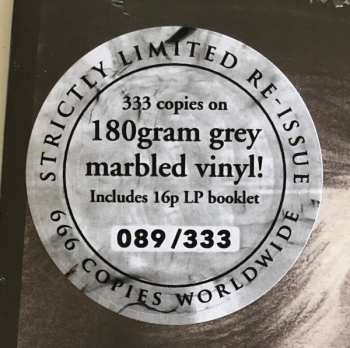 STRICTLY LIMITED RE-ISSUE
333 copies on
180gram grey
marbled vinyl!
Includes 16p LP booklet
089/333
666 COPIES WORLDWIDE